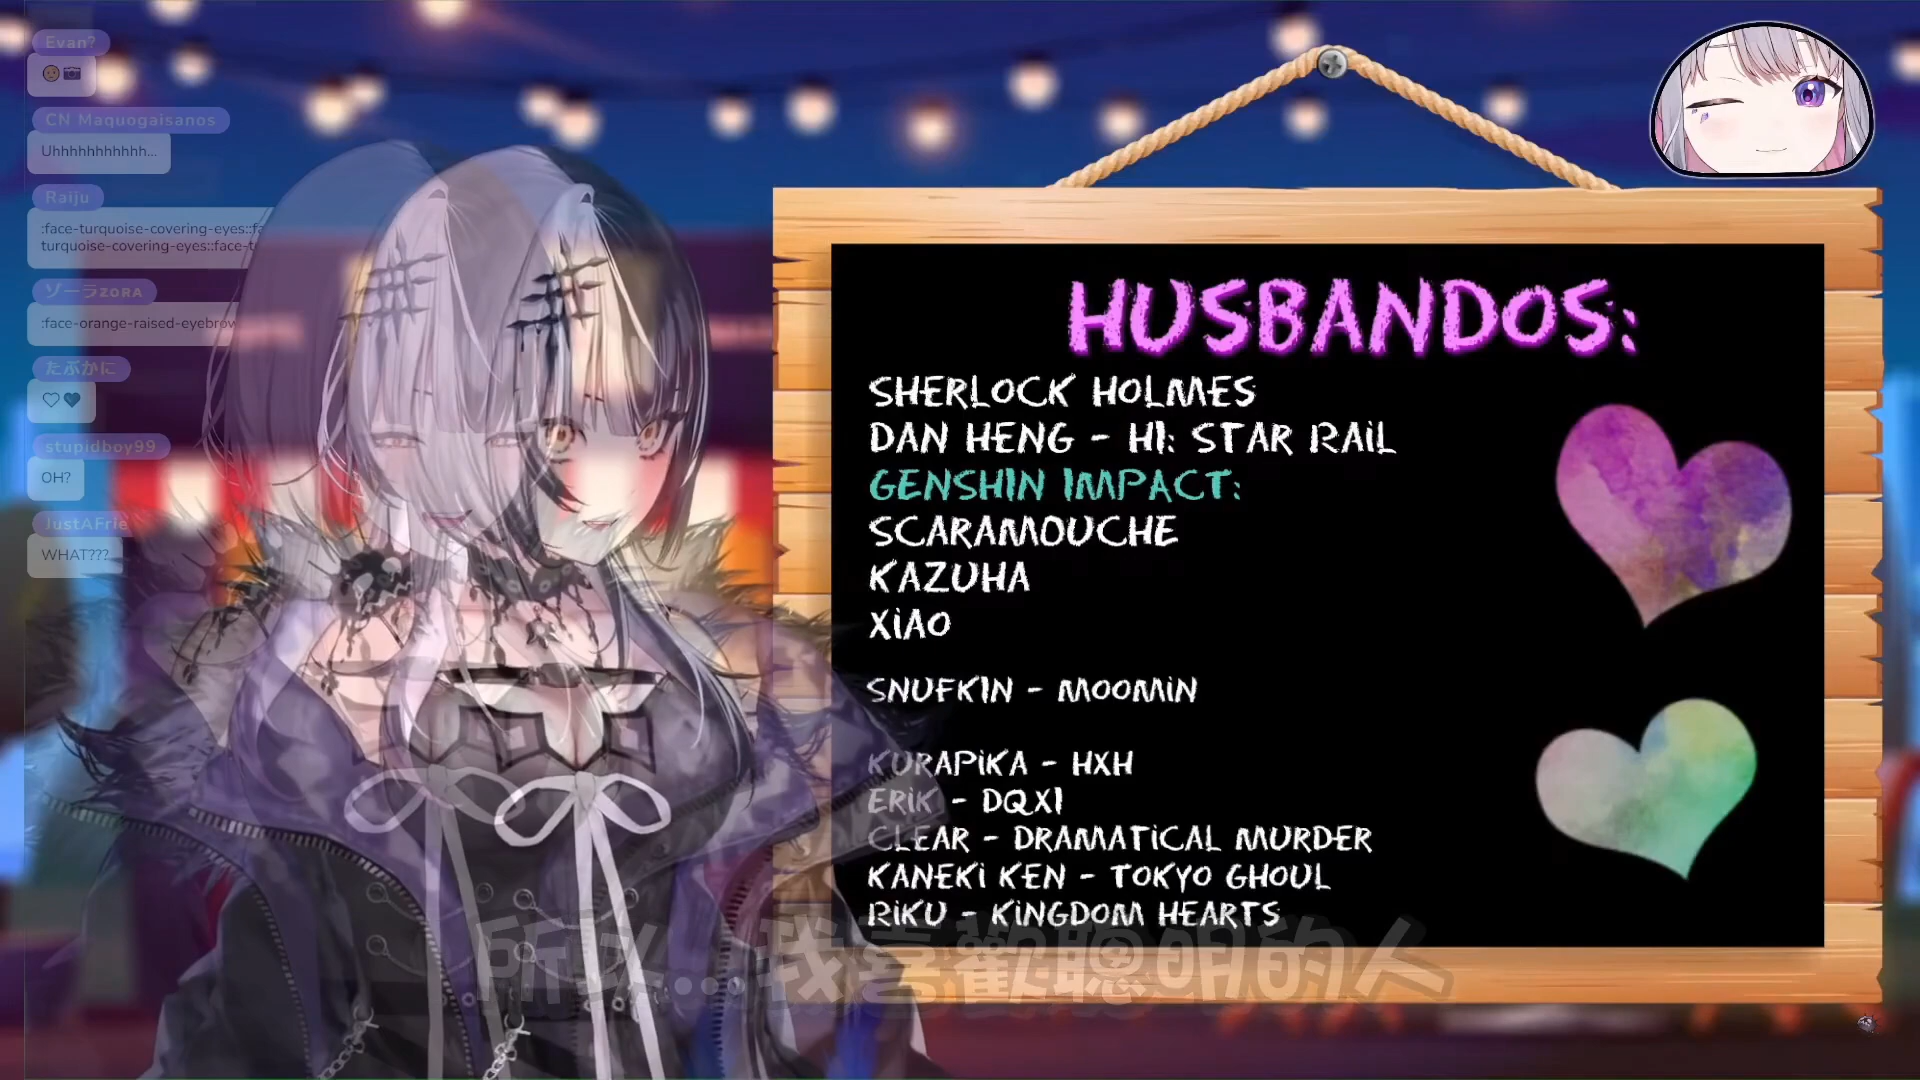 Evan?
CN Maquogaisanos
Uhhhhhhhhhhh...
Raiju
:face-turquoise-covering-eyes::fa
turquoise-covering-eyes::face-t
ゾーラZORA
:face-orange-raised-eyebrow
たぶかに
stupidboy99
OH?
JustAFrie
WHAT???
HUSBANDOS:
SHERLOCK HOLMES
DAN HENG - HI: STAR RAIL
GENSHIN IMPACT:
SCARAMOUCHE
KAZUHA
XIAO
SNUFKIN - MOOMIN
KURAPIKA - HXH
ERIK - DQXI
CLEAR - DRAMATICAL MURDER
KANEKI KEN - TOKYO GHOUL
RIKU - KINGDOM HEARTS
所以...我喜歡聰明的人